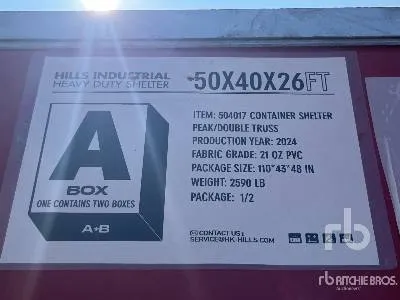 HILLS INDUSTRIAL
HEAVY DUTY SHELTER
50X40X26FT
A
BOX
ONE CONTAINS TWO BOXES
A+B
ITEM: 504017 CONTAINER SHELTER
PEAK/DOUBLE TRUSS
PRODUCTION YEAR: 2024
FABRIC GRADE: 21 OZ PVC
PACKAGE SIZE: 110*43*48 IN
WEIGHT: 2590 LB
PACKAGE: 1/2
CONTACT US:
SERVICE@HK-HILLS.COM
rb
rb RITCHIE BROS.
Auctioneers